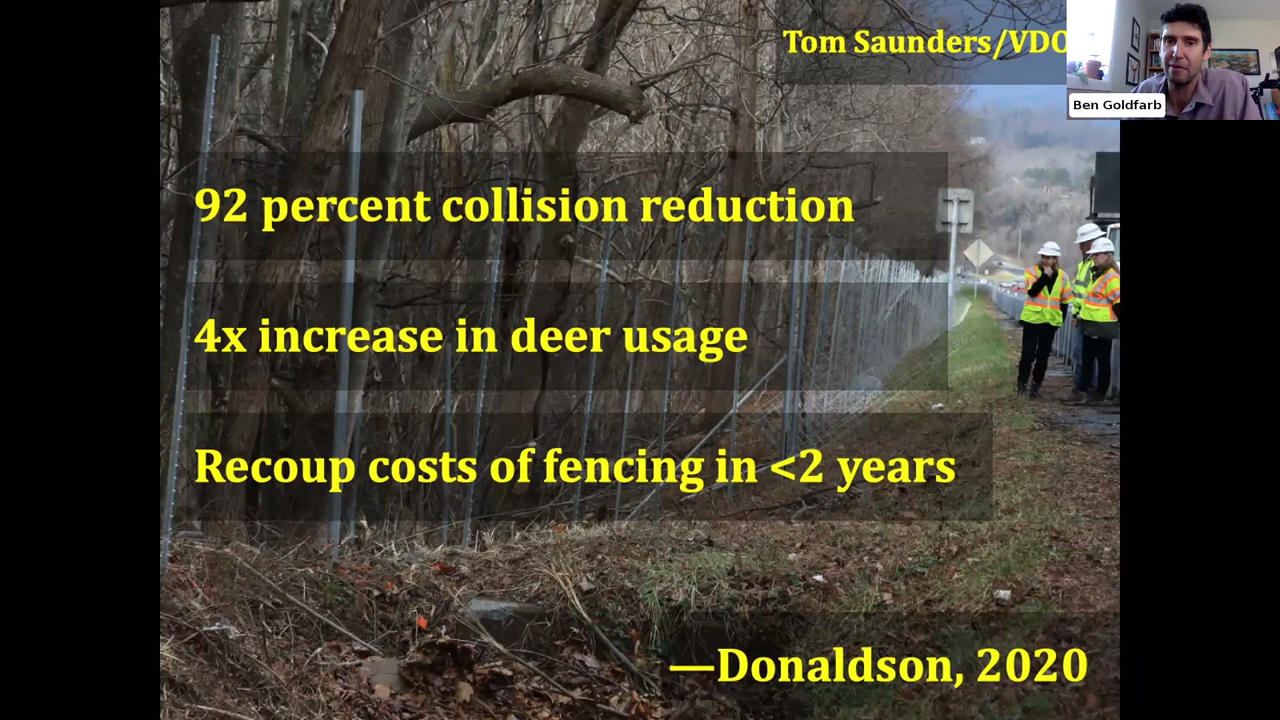 Tom Saunders/VDO
Ben Goldfarb
92 percent collision reduction
4x increase in deer usage
Recoup costs of fencing in <2 years
—Donaldson, 2020